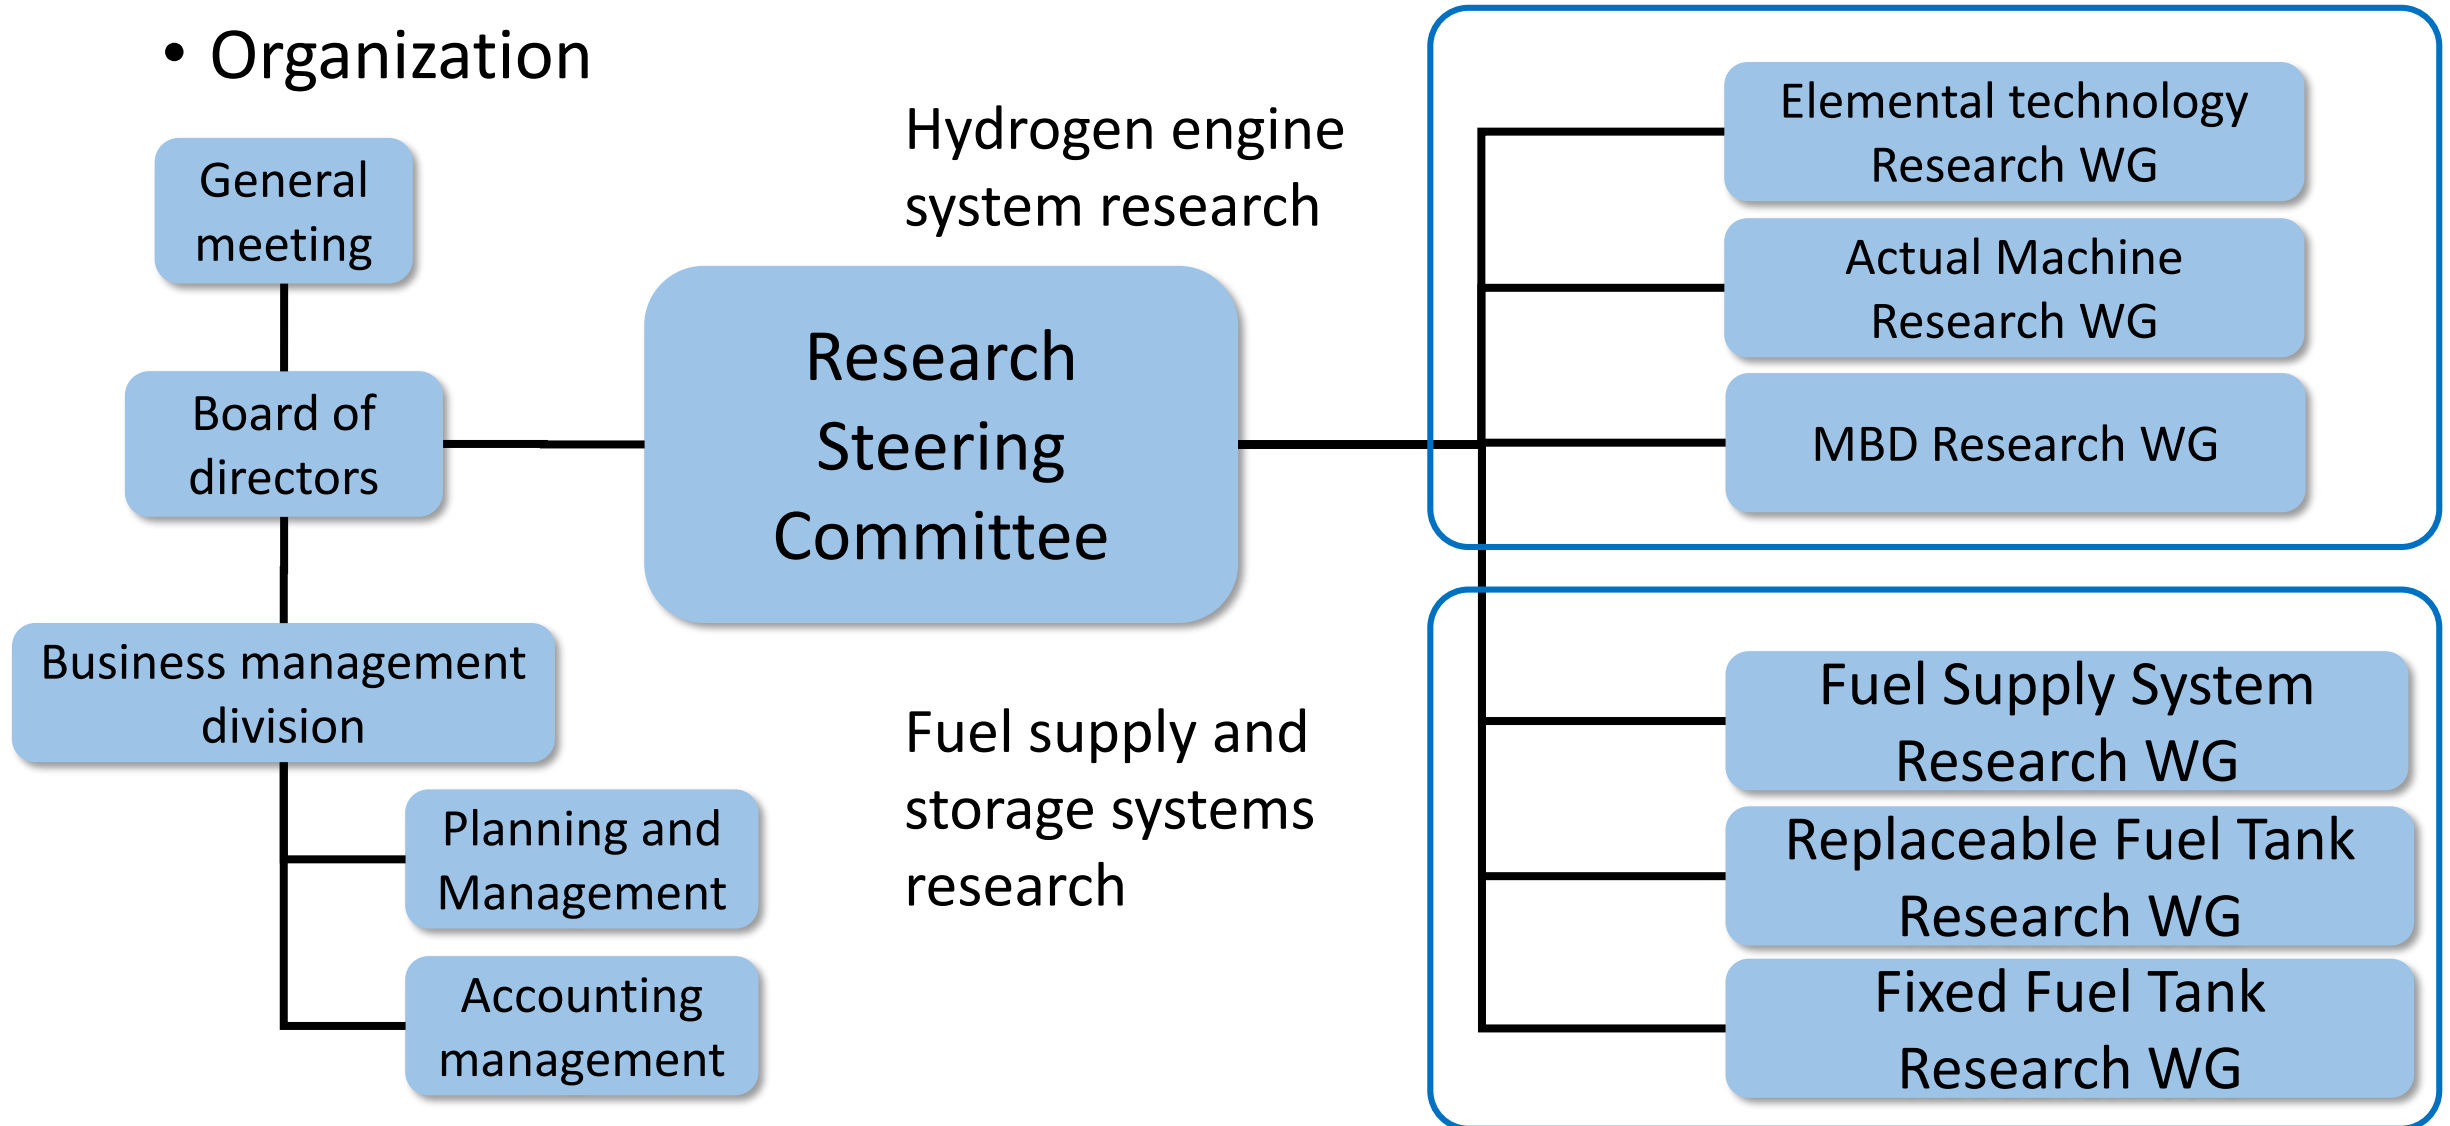 • Organization
General
meeting
Board of
directors
Business management
division
Planning and
Management
Accounting
management
Research
Steering
Committee
Hydrogen engine
system research
Elemental technology
Research WG
Actual Machine
Research WG
MBD Research WG
Fuel supply and
storage systems
research
Fuel Supply System
Research WG
Replaceable Fuel Tank
Research WG
Fixed Fuel Tank
Research WG